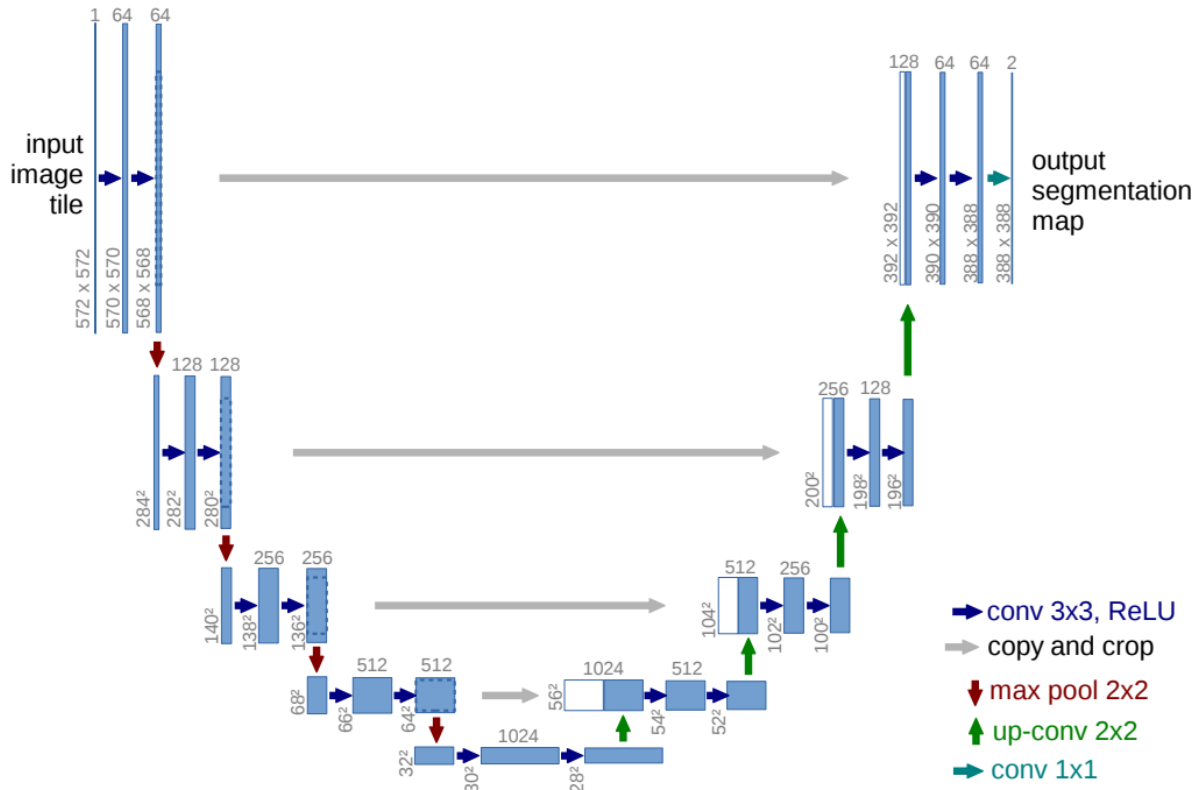 1 64 64
128 64 64 2
input
image
tile
output
segmentation
map
572 x 572
570 x 570
568 x 568
392 x 392
390 x 390
388 x 388
388 x 388
128 128
256 128
284²
282²
280²
200²
198²
196²
256 256
512 256
140²
138²
136²
104²
102²
100²
512 512
1024 512
68²
66²
64²
56²
54²
52²
1024
32²
30²
28²
conv 3x3, ReLU
copy and crop
max pool 2x2
up-conv 2x2
conv 1x1